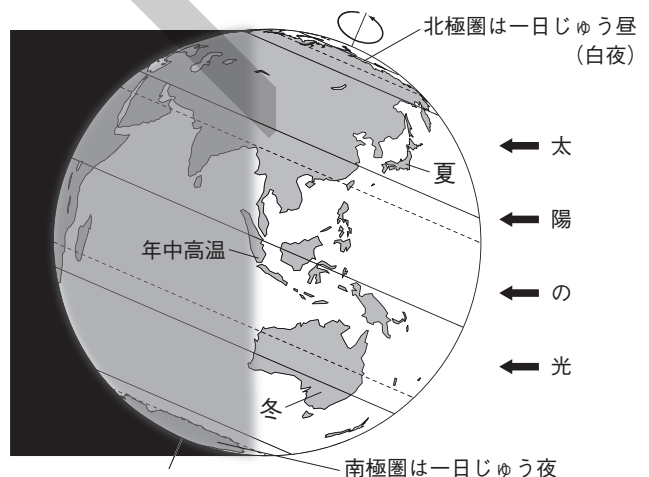 北極圏は一日じゅう昼
(白夜)
太
陽
の
光
夏
年中高温
冬
南極圏は一日じゅう夜